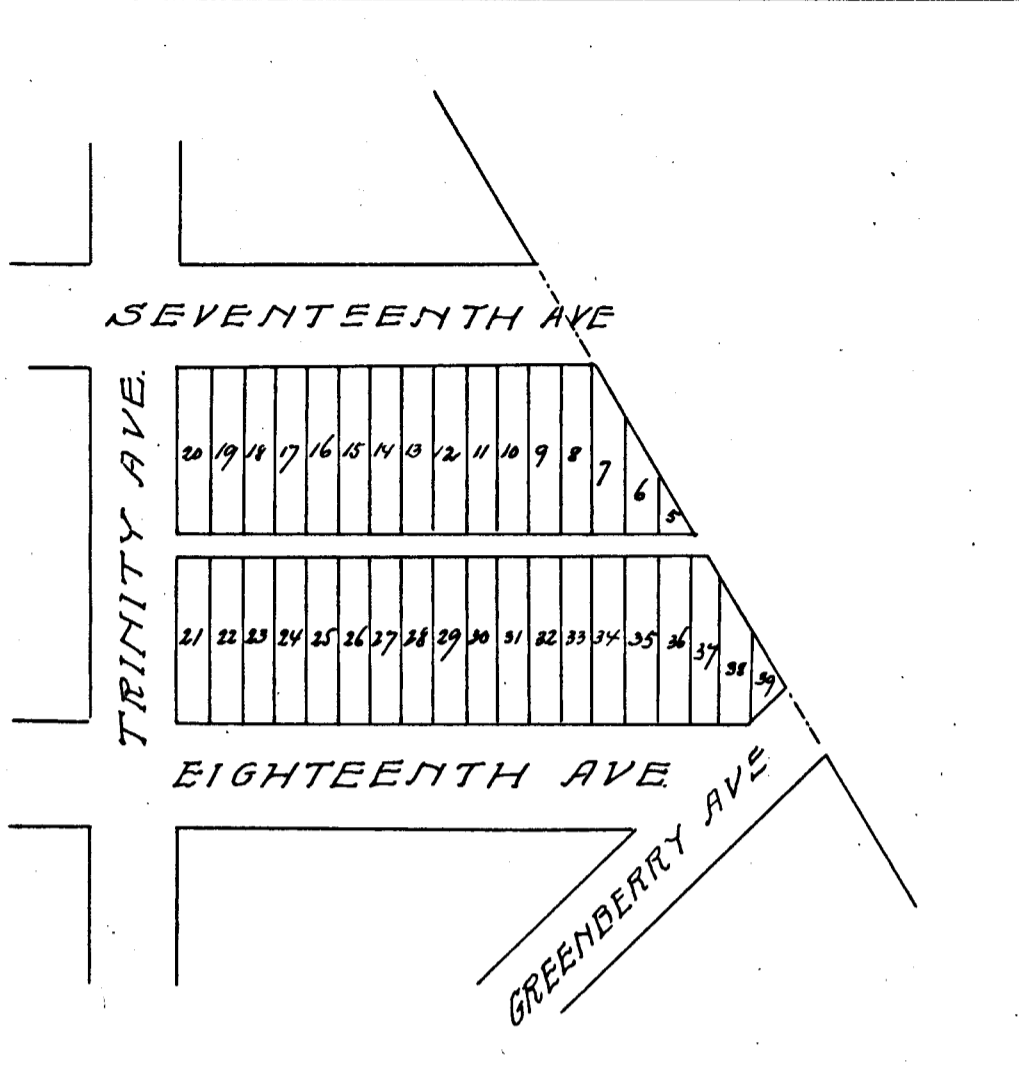 SEVENTEENTH AVE
TRINITY AVE.
20 19 18 17 16 15 14 13 12 11 10 9 8 7 6 5
21 22 23 24 25 26 27 28 29 30 31 32 33 34 35 36 37 38 39
EIGHTEENTH AVE.
GREENBERRY AVE